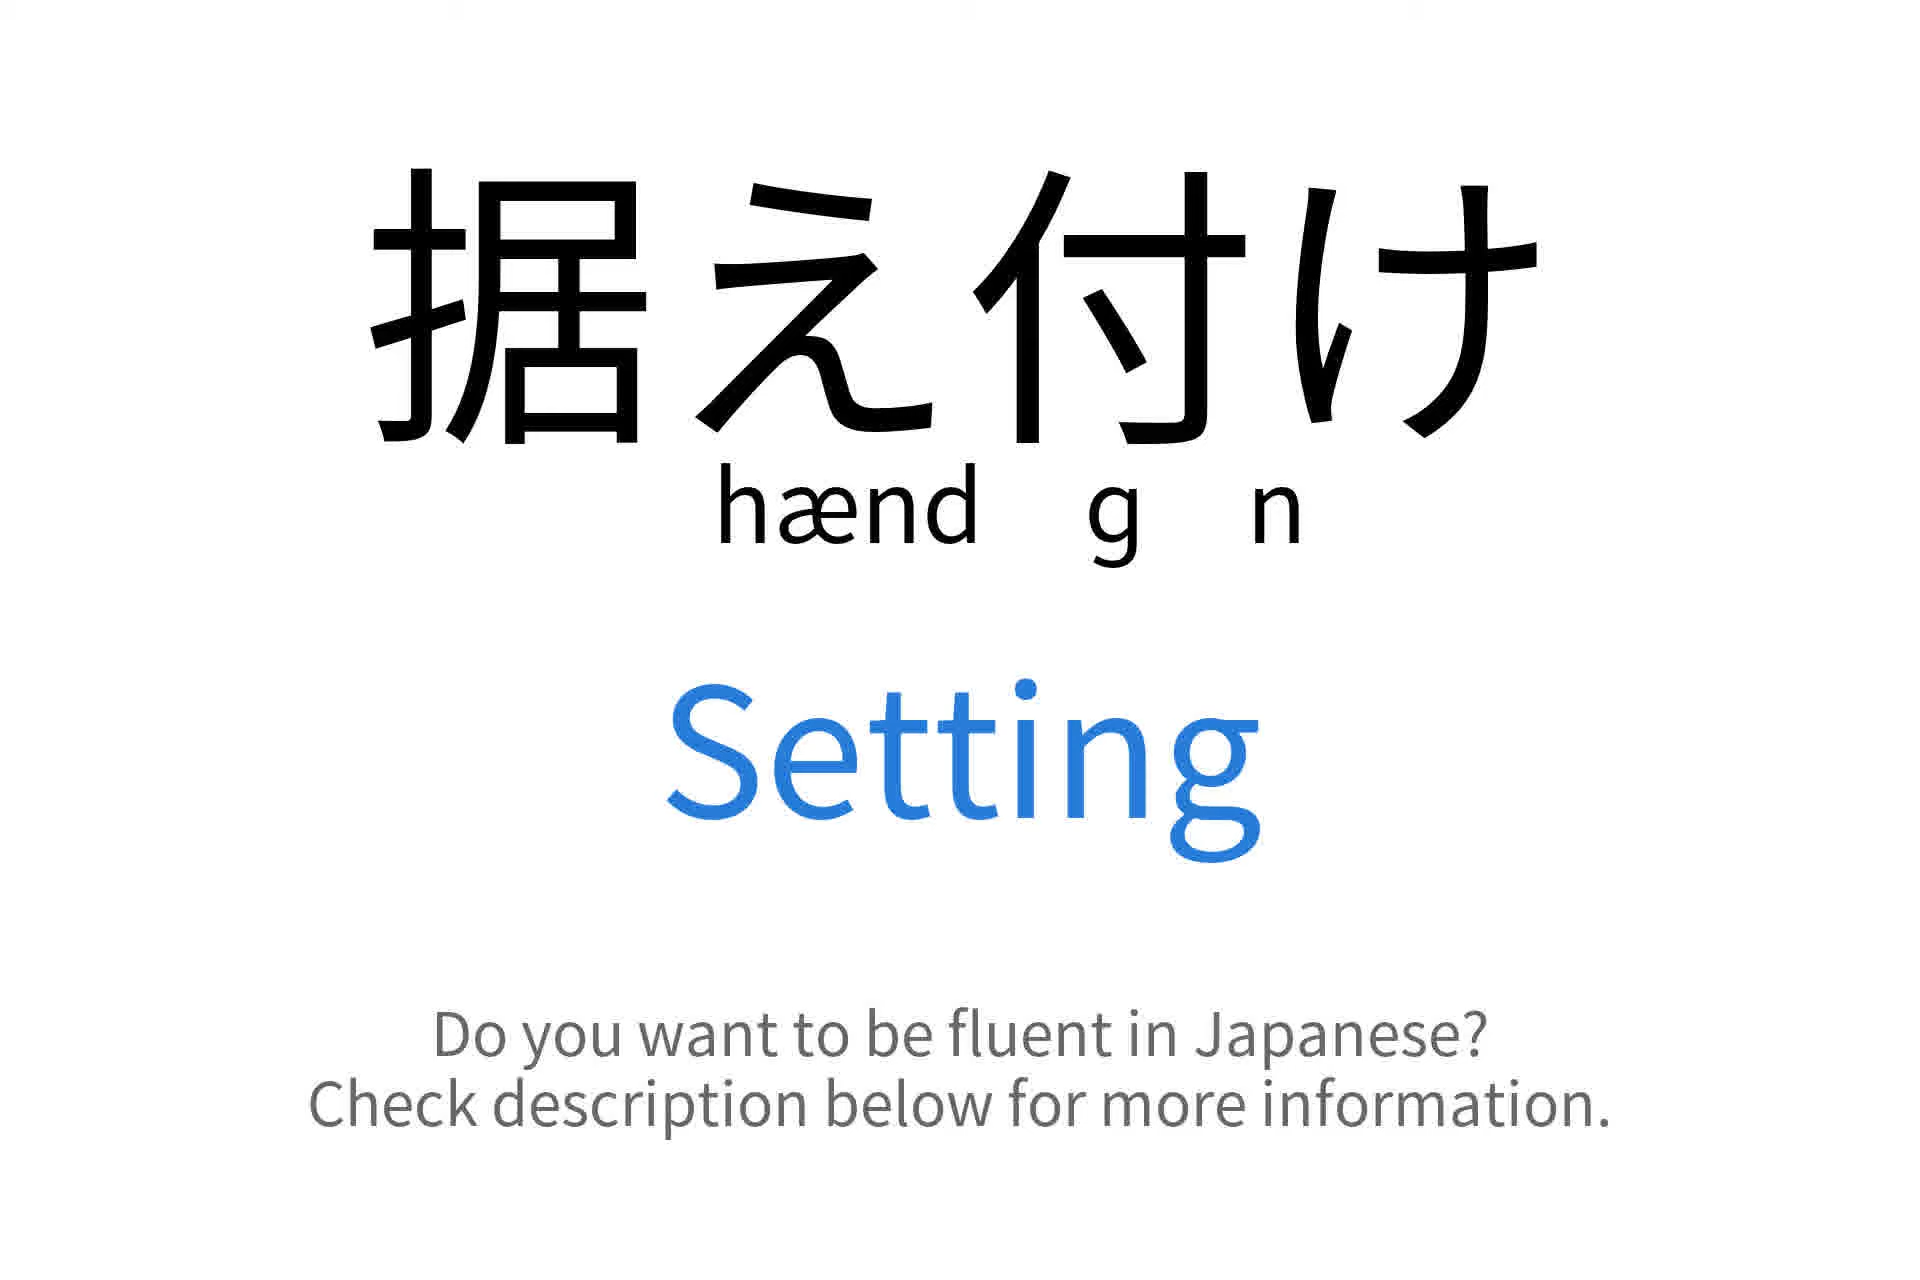 据え付け
hænd g n
Setting
Do you want to be fluent in Japanese?
Check description below for more information.